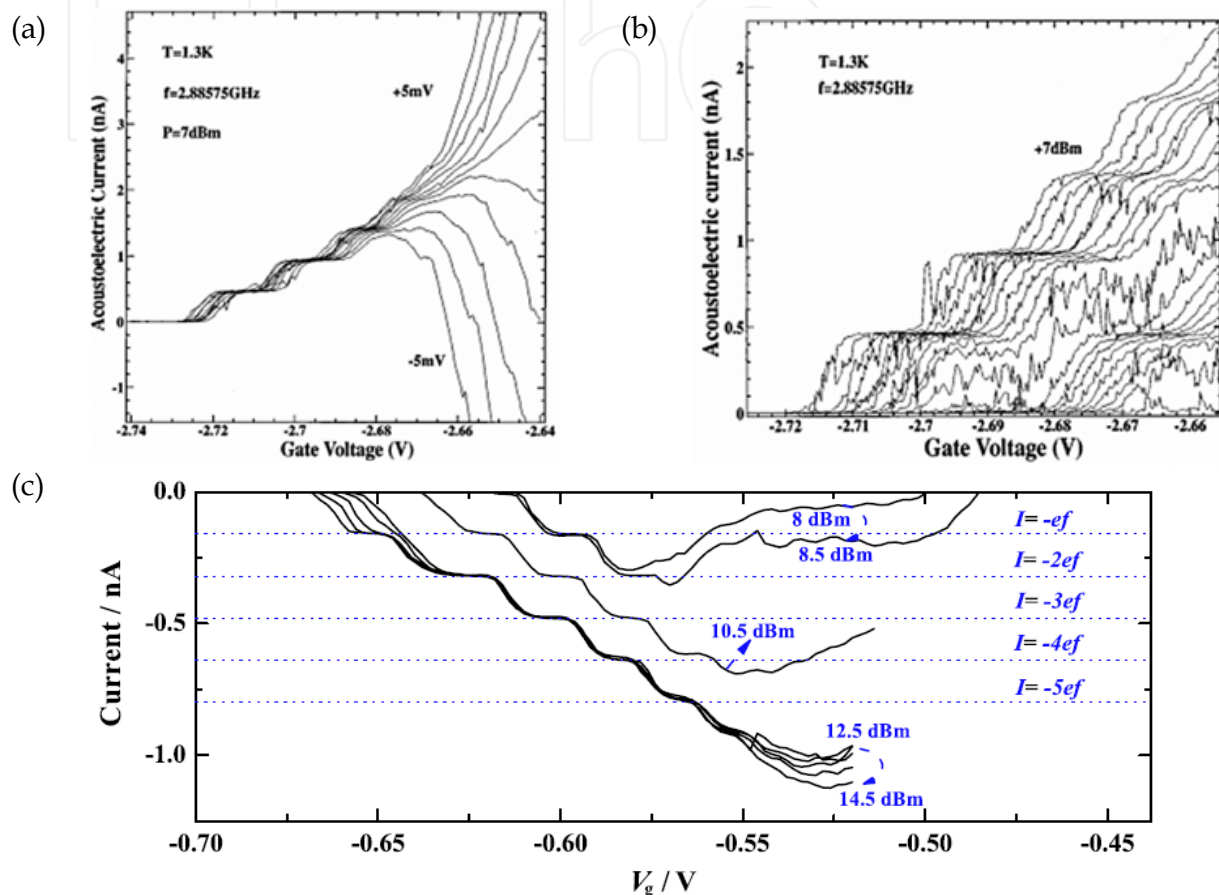 (a)
T=1.3K
f=2.88575GHz
P=7dBm
+5mV
-5mV
Acoustoelectric Current (nA)
4
3
2
1
0
-1
-2.74
-2.72
-2.7
-2.68
-2.66
-2.64
Gate Voltage (V)
(b)
T=1.3K
f=2.88575GHz
+7dBm
Acoustoelectric current (nA)
2
1.5
1
0.5
0
-2.72
-2.71
-2.7
-2.69
-2.68
-2.67
-2.66
Gate Voltage (V)
(c)
Current / nA
0.0
-0.5
-1.0
8 dBm
8.5 dBm
10.5 dBm
12.5 dBm
14.5 dBm
I= -ef
I= -2ef
I= -3ef
I= -4ef
I= -5ef
-0.70
-0.65
-0.60
-0.55
-0.50
-0.45
Vg / V